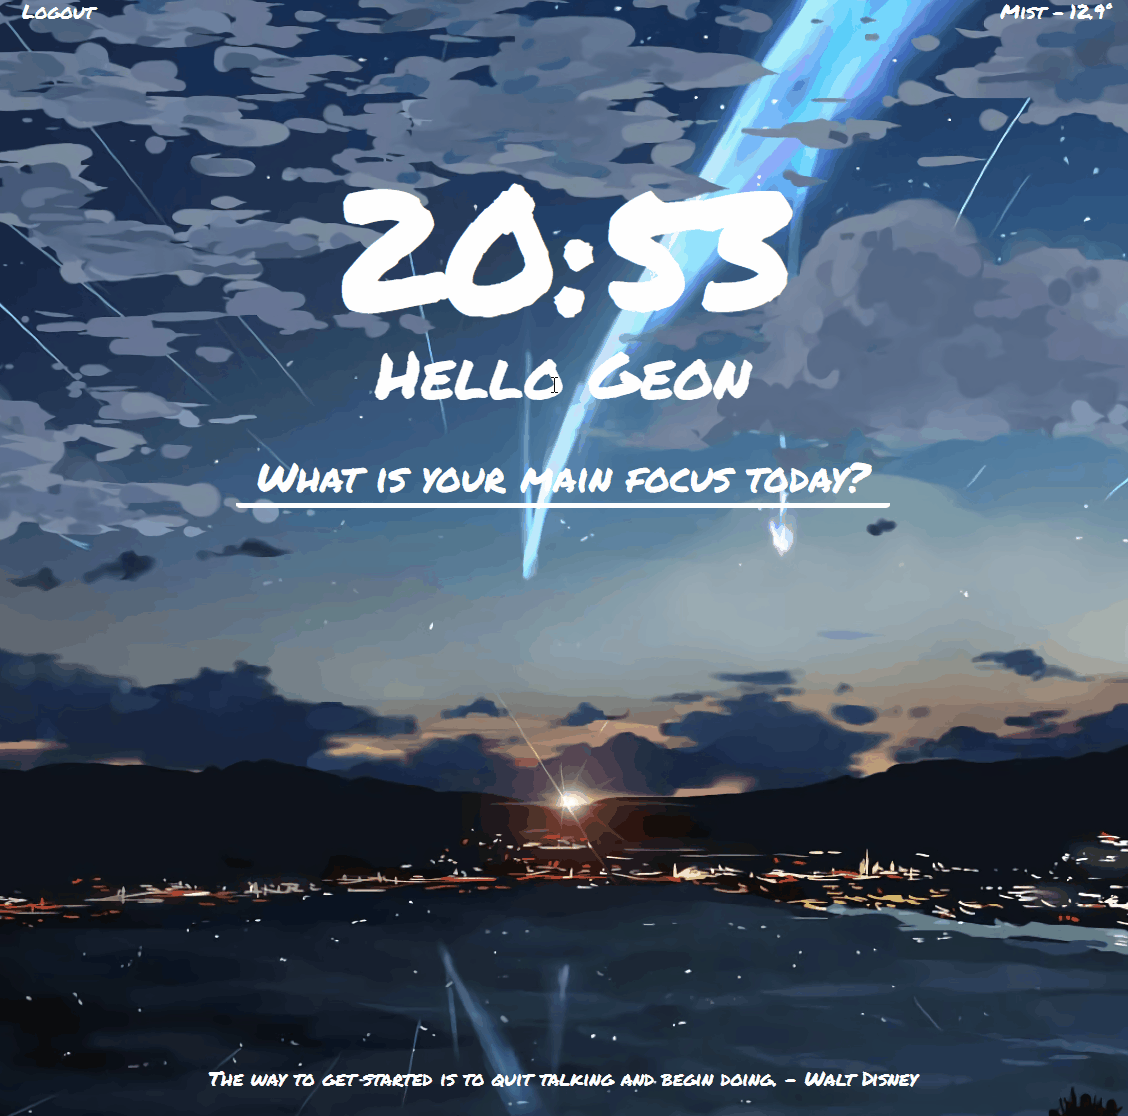 Logout
Mist - 12.9°
20:53
Hello Geon
What is your main focus today?
The way to get started is to quit talking and begin doing. - Walt Disney